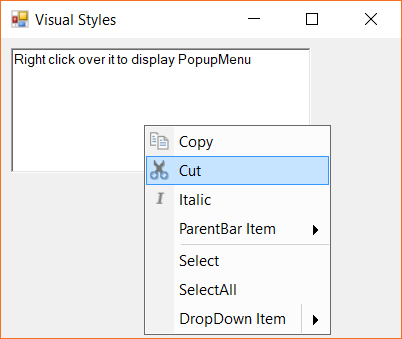 Visual Styles
Right click over it to display PopupMenu
Copy
Cut
Italic
ParentBar Item
Select
SelectAll
DropDown Item